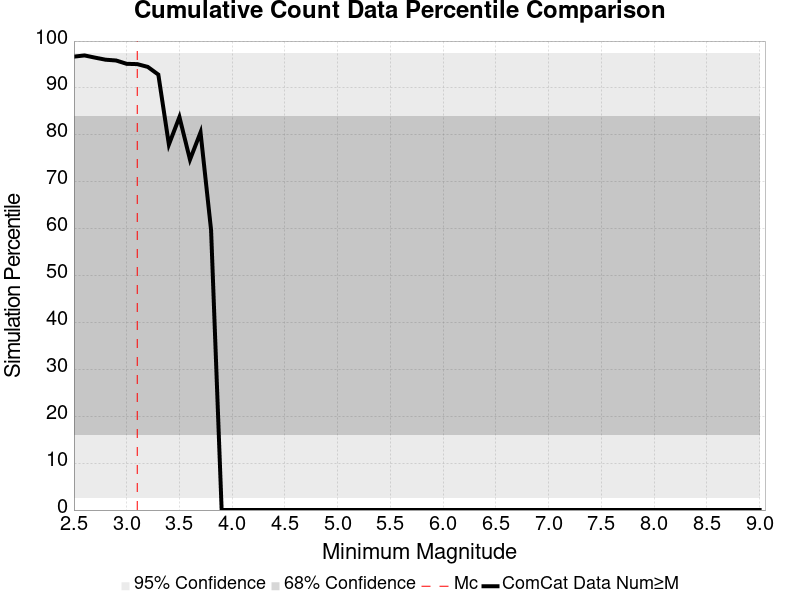 Cumulative Count Data Percentile Comparison
100
90
80
70
60
50
40
30
20
10
0
Simulation Percentile
2.5 3.0 3.5 4.0 4.5 5.0 5.5 6.0 6.5 7.0 7.5 8.0 8.5 9.0
Minimum Magnitude
95% Confidence 68% Confidence Mc ComCat Data Num≥M